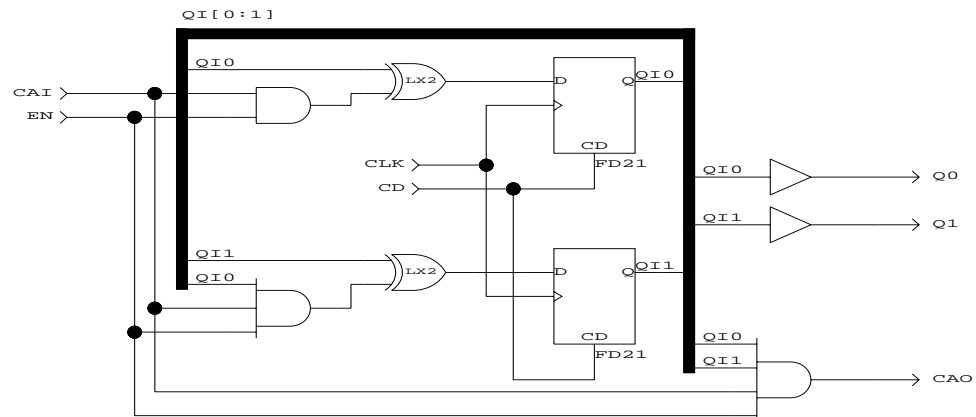 QI[0:1]
QI0
LX2
D
Q
QI0
CAI
EN
CD
FD21
CLK
CD
QI0
Q0
QI1
Q1
QI1
LX2
D
Q
QI1
QI0
CD
FD21
QI0
QI1
CAO